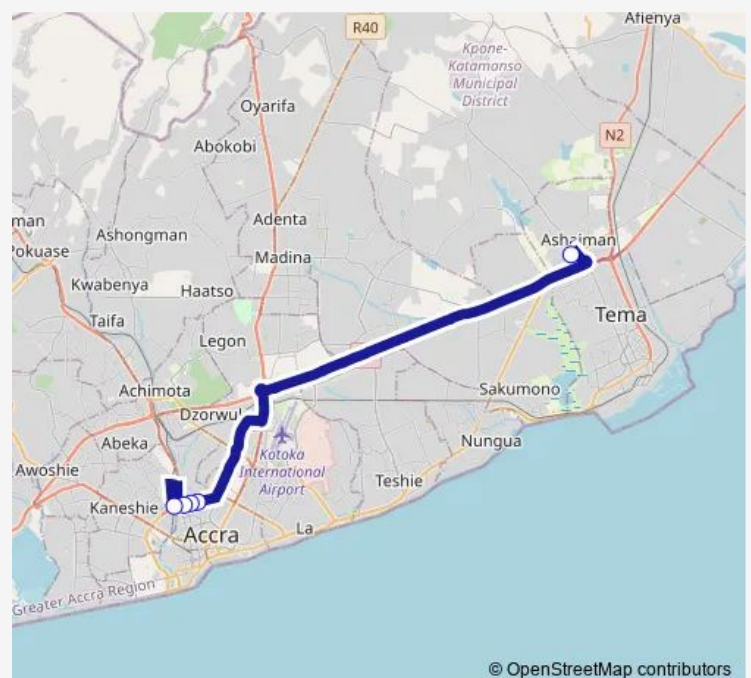 Afienya
R40
Kpone-
Katamanso
Municipal
District
Oyarifa
N2
Abokobi
man
Adenta
Ashongman
Ashaiman
Pokuase
Madina
Kwabenya
Haatso
Taifa
Tema
Legon
Achimota
Sakumono
Dzorwulu
Abeka
Nungua
Kotoka
International
Airport
Awoshie
Teshie
Kaneshie
La
Accra
Greater Accra Region
© OpenStreetMap contributors